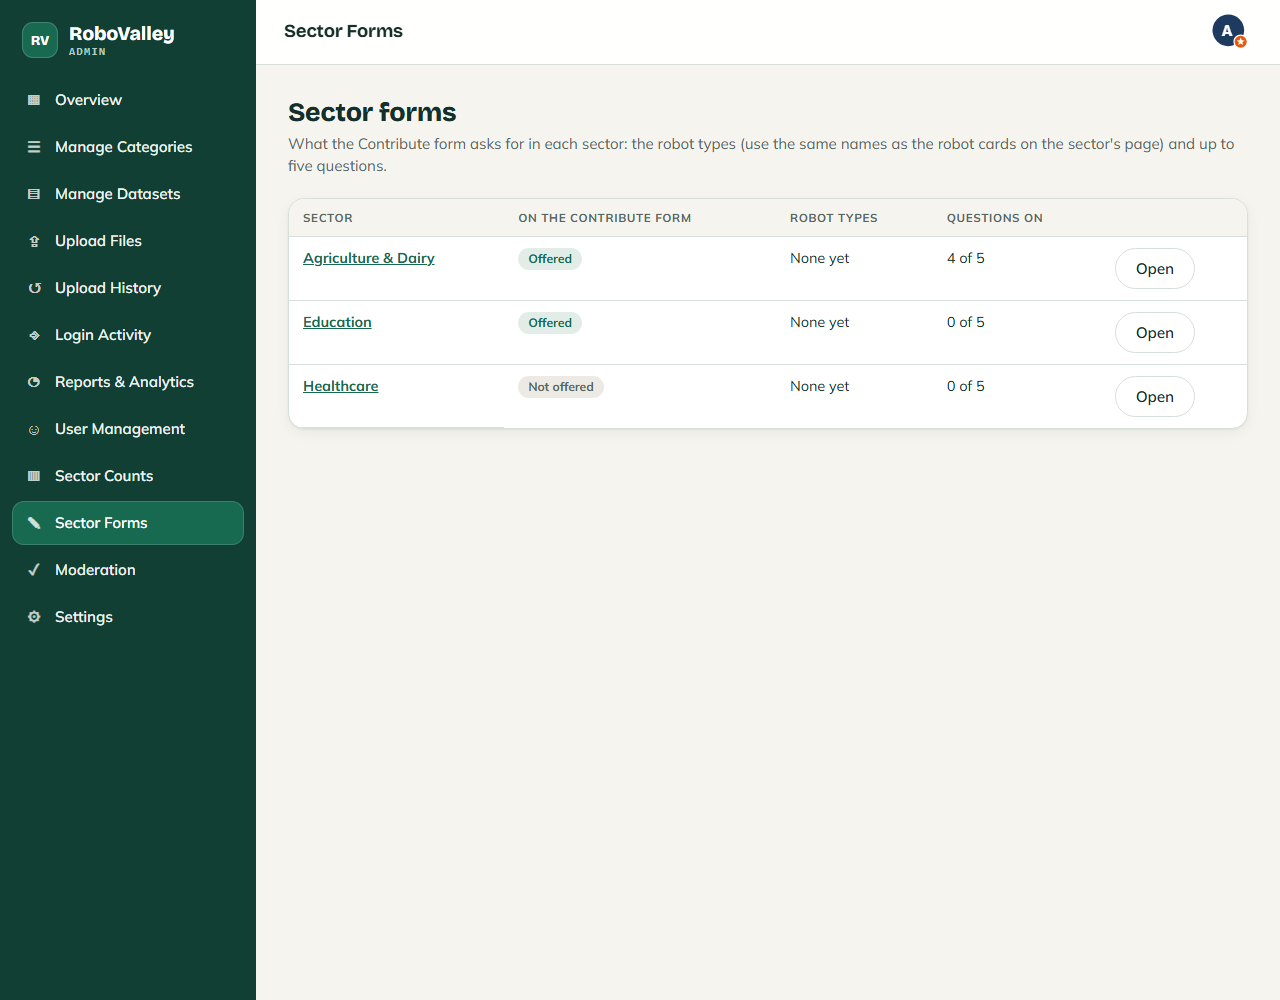 RV
RoboValley
ADMIN
Overview
Manage Categories
Manage Datasets
Upload Files
Upload History
Login Activity
Reports & Analytics
User Management
Sector Counts
Sector Forms
Moderation
Settings
Sector Forms
A
Sector forms
What the Contribute form asks for in each sector: the robot types (use the same names as the robot cards on the sector's page) and up to
five questions.
SECTOR ON THE CONTRIBUTE FORM ROBOT TYPES QUESTIONS ON
Agriculture & Dairy Offered None yet 4 of 5 Open
Education Offered None yet 0 of 5 Open
Healthcare Not offered None yet 0 of 5 Open